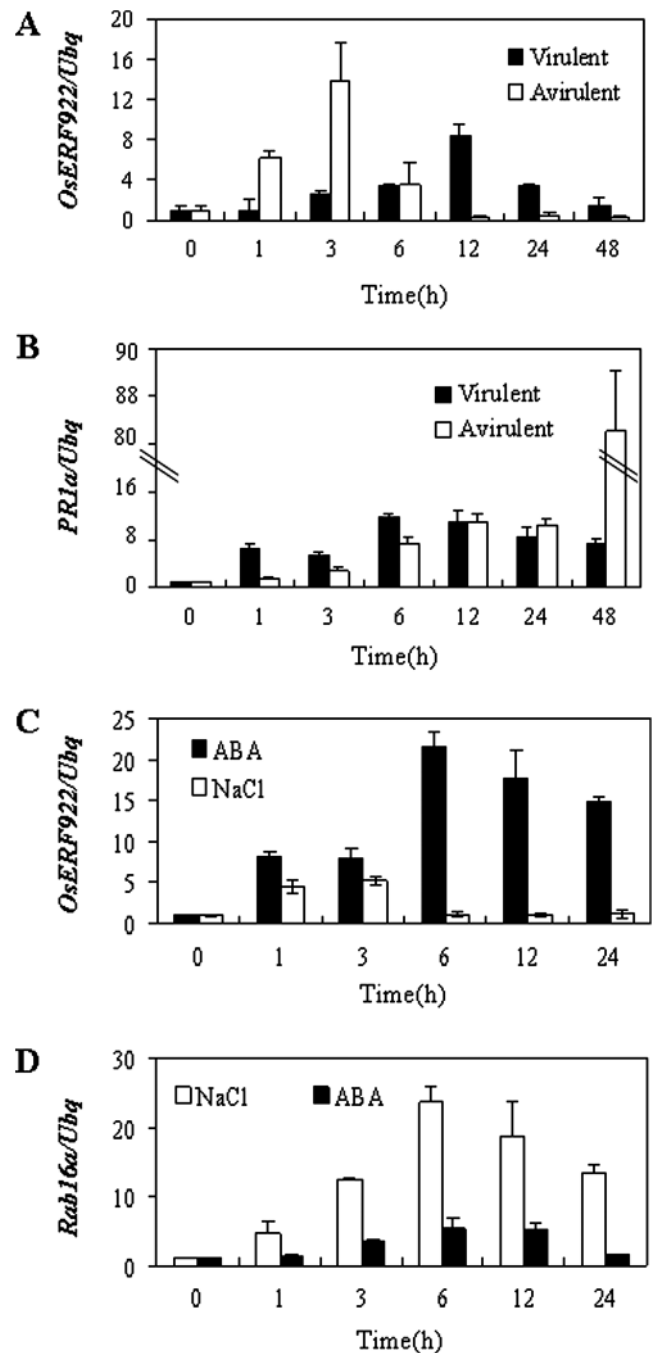 A
OsERF922/Ubq
20
16
12
8
4
0
Virulent
Avirulent
0 1 3 6 12 24 48
Time(h)
B
PR1a/Ubq
90
88
80
16
8
0
Virulent
Avirulent
0 1 3 6 12 24 48
Time(h)
C
OsERF922/Ubq
25
20
15
10
5
0
ABA
NaCl
0 1 3 6 12 24
Time(h)
D
Rab16a/Ubq
30
20
10
0
NaCl ABA
0 1 3 6 12 24
Time(h)